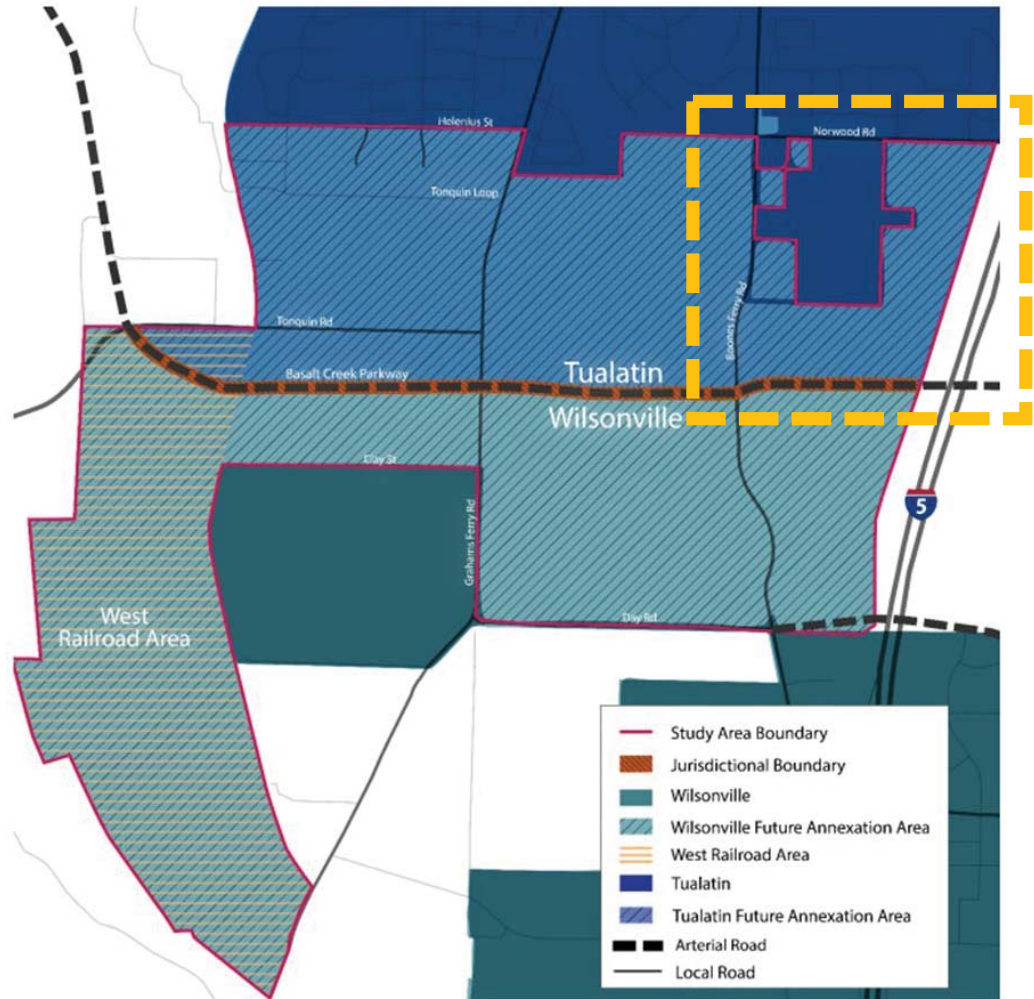 Helenius St
Norwood Rd
Tonquin Loop
Boones Ferry Rd
Tonquin Rd
Basalt Creek Parkway
Tualatin
Wilsonville
Clay St
5
Grahams Ferry Rd
West
Railroad Area
Day Rd
Study Area Boundary
Jurisdictional Boundary
Wilsonville
Wilsonville Future Annexation Area
West Railroad Area
Tualatin
Tualatin Future Annexation Area
Arterial Road
Local Road